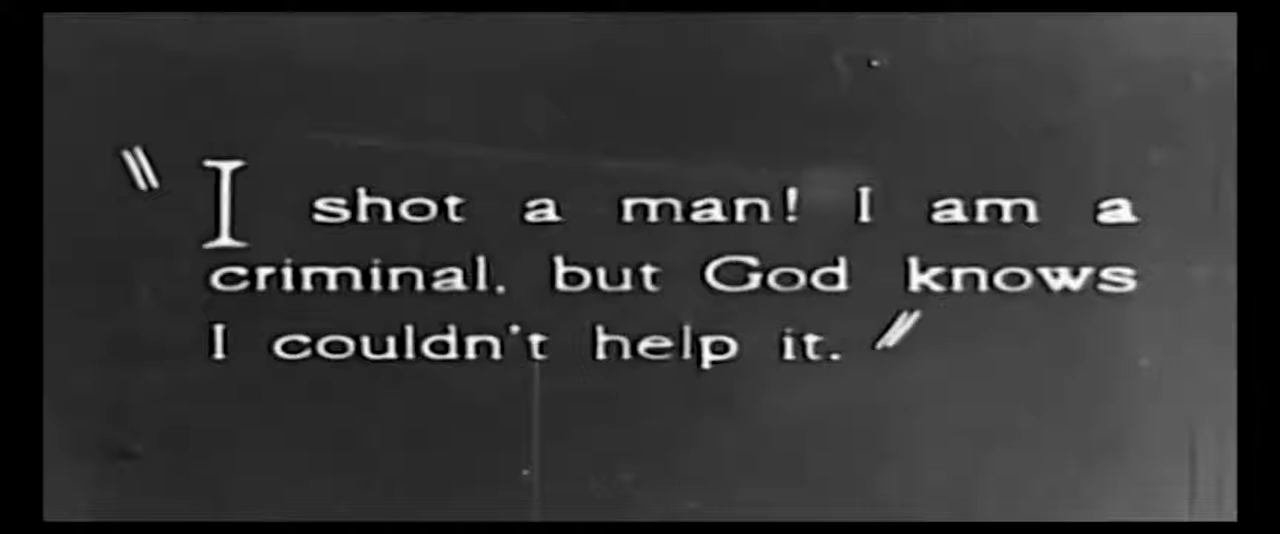 "I shot a man! I am a
criminal, but God knows
I couldn't help it."